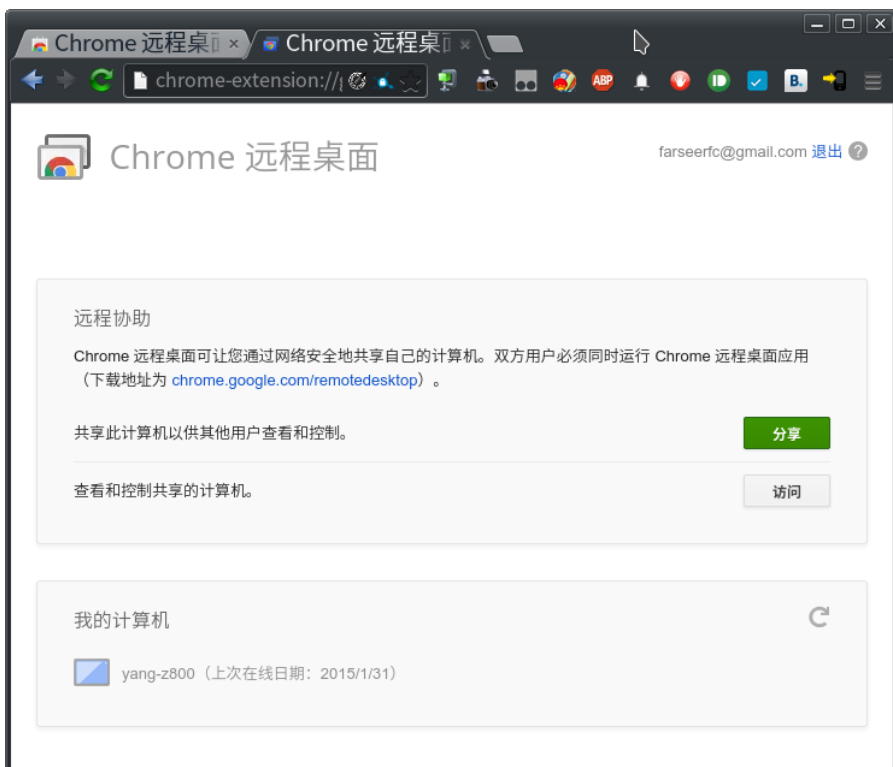 Chrome 远程桌
Chrome 远程桌
chrome-extension://
ABP
B.
Chrome 远程桌面
farseerfc@gmail.com 退出 ?
远程协助
Chrome 远程桌面可让您通过网络安全地共享自己的计算机。双方用户必须同时运行 Chrome 远程桌面应用
（下载地址为 chrome.google.com/remotedesktop）。
共享此计算机以供其他用户查看和控制。
分享
查看和控制共享的计算机。
访问
我的计算机
yang-z800（上次在线日期：2015/1/31）